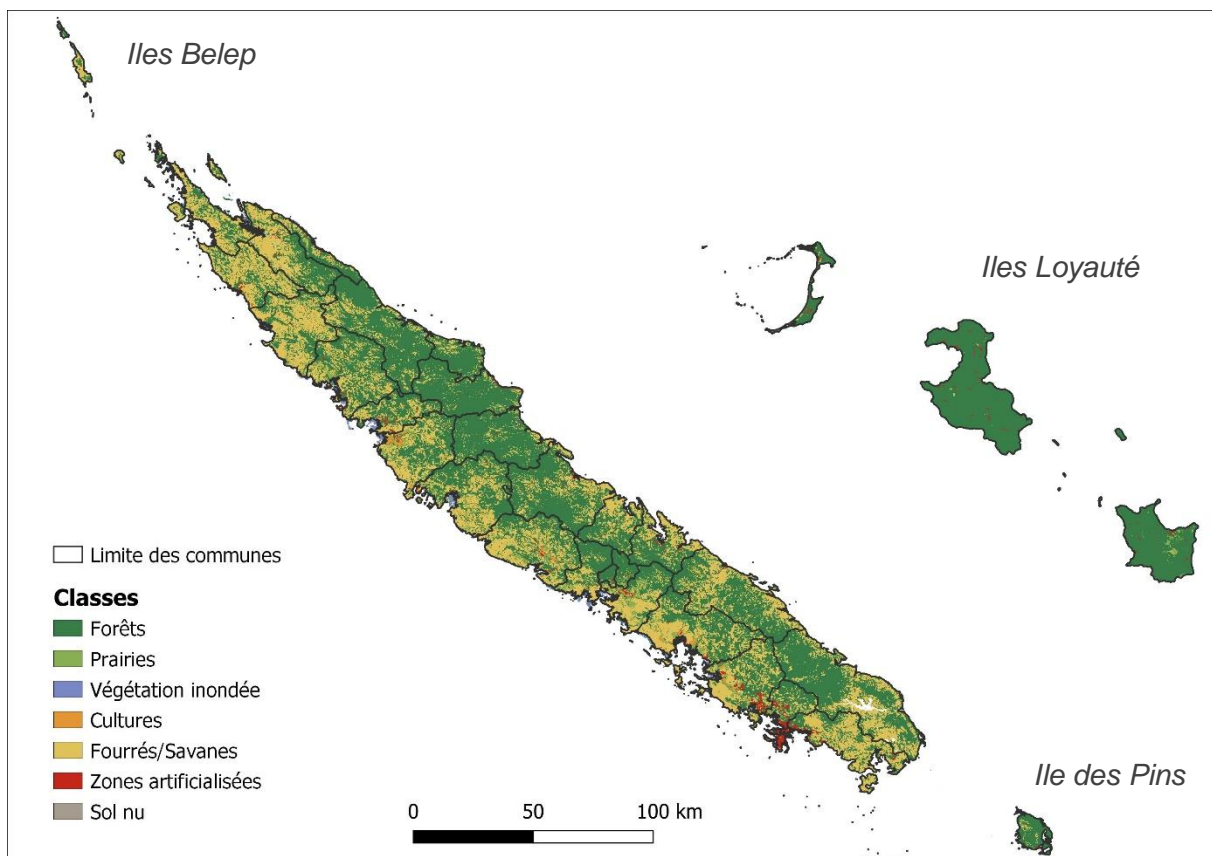 Iles Belep
Iles Loyauté
Limite des communes
Classes
Forêts
Prairies
Végétation inondée
Cultures
Fourrés/Savanes
Zones artificialisées
Sol nu
0 50 100 km
Ile des Pins